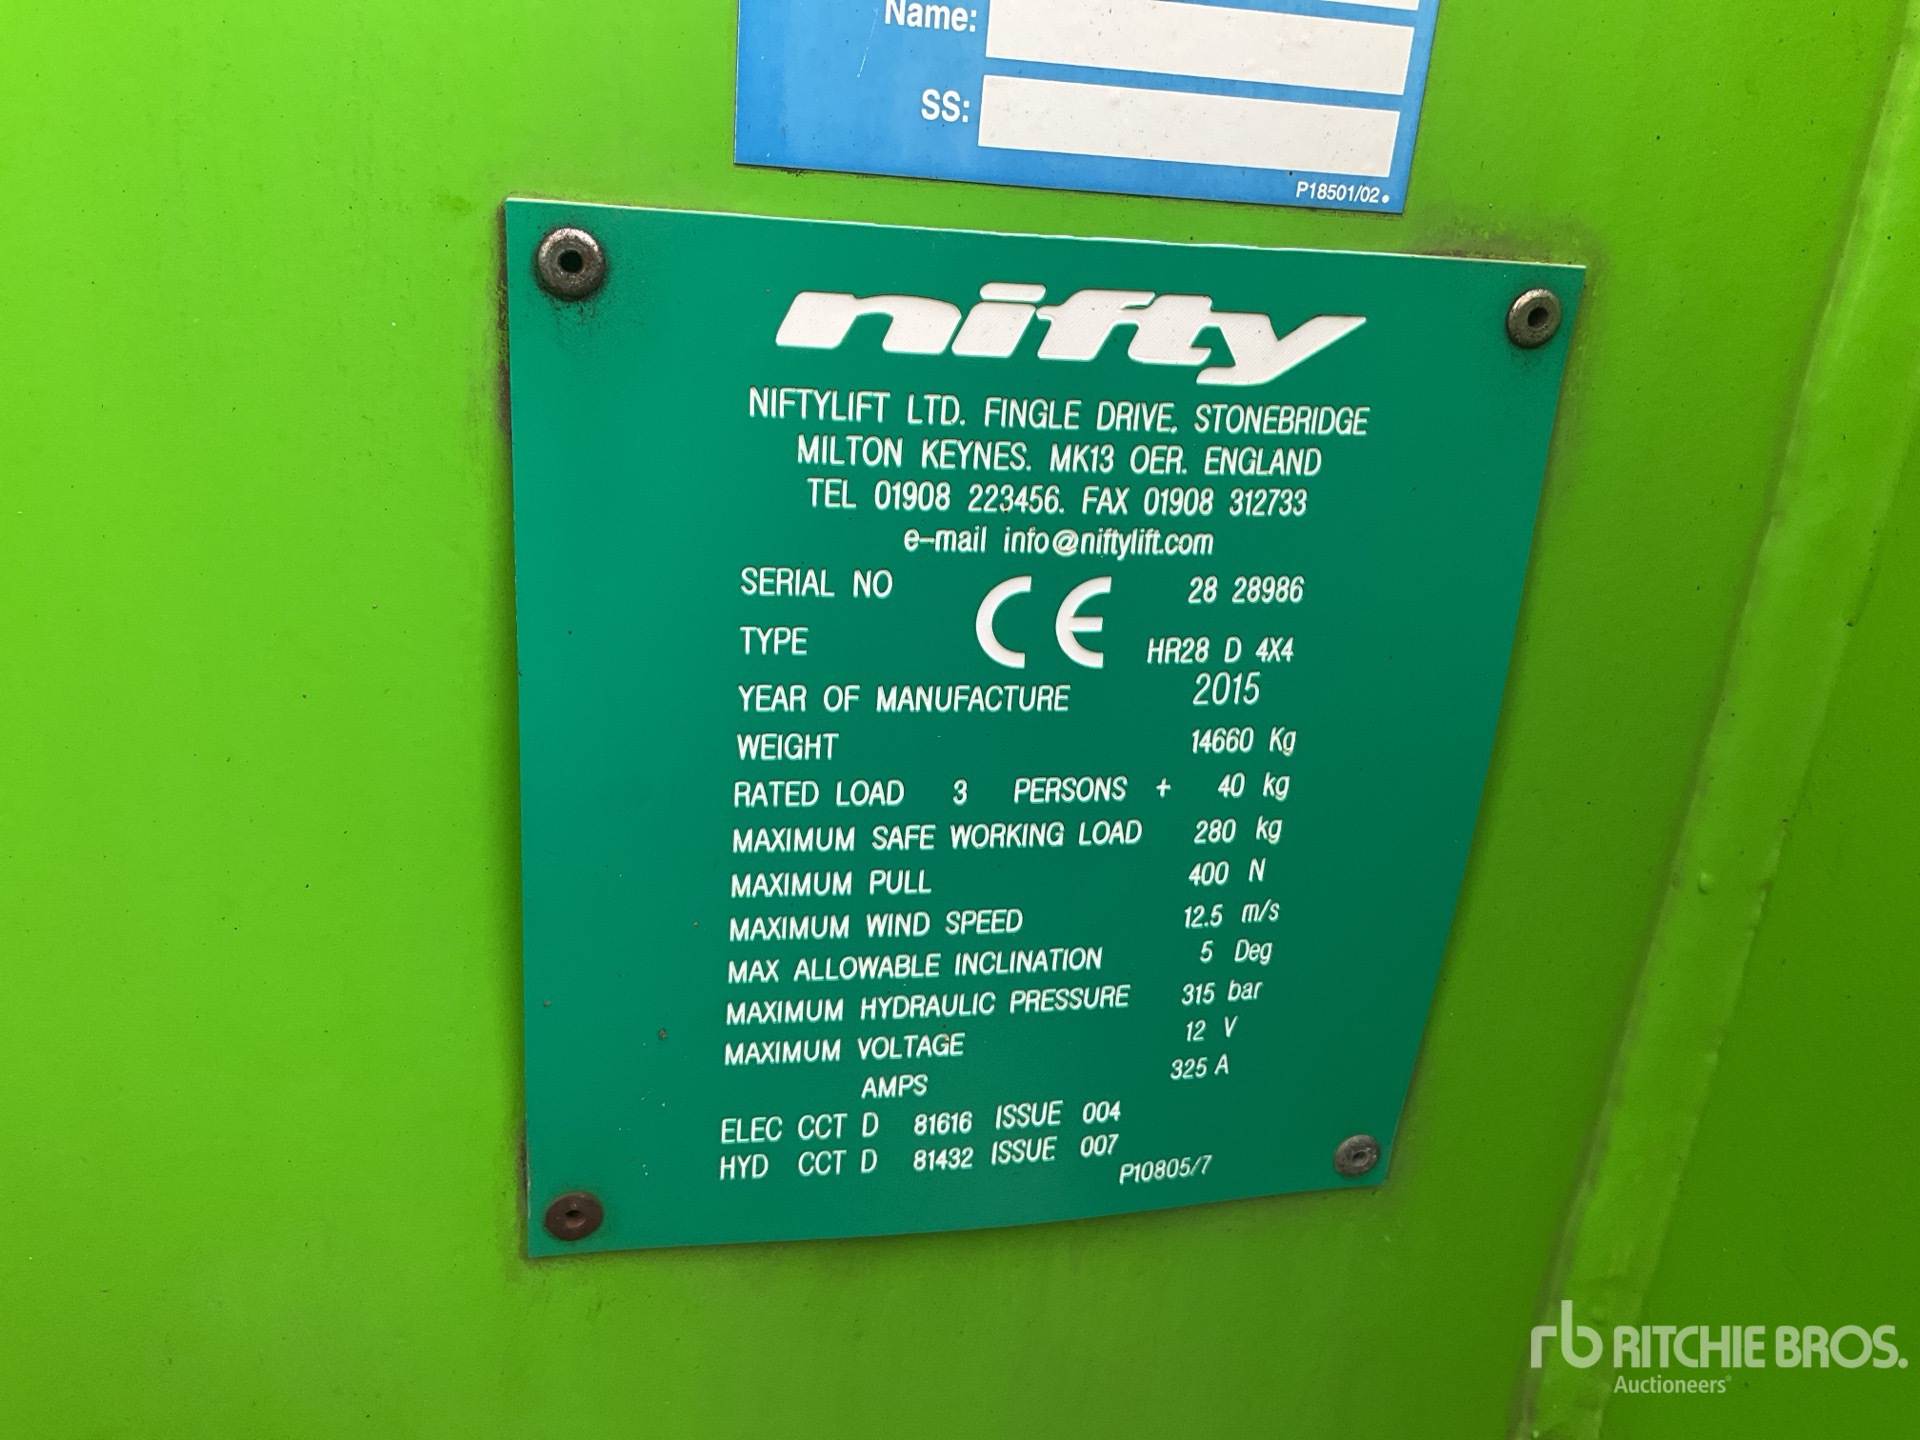 Name:
SS:
P18501/02
nifty
NIFTYLIFT LTD. FINGLE DRIVE. STONEBRIDGE
MILTON KEYNES. MK13 OER. ENGLAND
TEL 01908 223456. FAX 01908 312733
e-mail info@niftylift.com
SERIAL NO CE 28 28986
TYPE HR28 D 4X4
YEAR OF MANUFACTURE 2015
WEIGHT 14660 Kg
RATED LOAD 3 PERSONS + 40 kg
MAXIMUM SAFE WORKING LOAD 280 kg
MAXIMUM PULL 400 N
MAXIMUM WIND SPEED 12.5 m/s
MAX ALLOWABLE INCLINATION 5 Deg
MAXIMUM HYDRAULIC PRESSURE 315 bar
MAXIMUM VOLTAGE 12 V
AMPS 325 A
ELEC CCT D 81616 ISSUE 004
HYD CCT D 81432 ISSUE 007
P10805/7
rb RITCHIE BROS.
Auctioneers